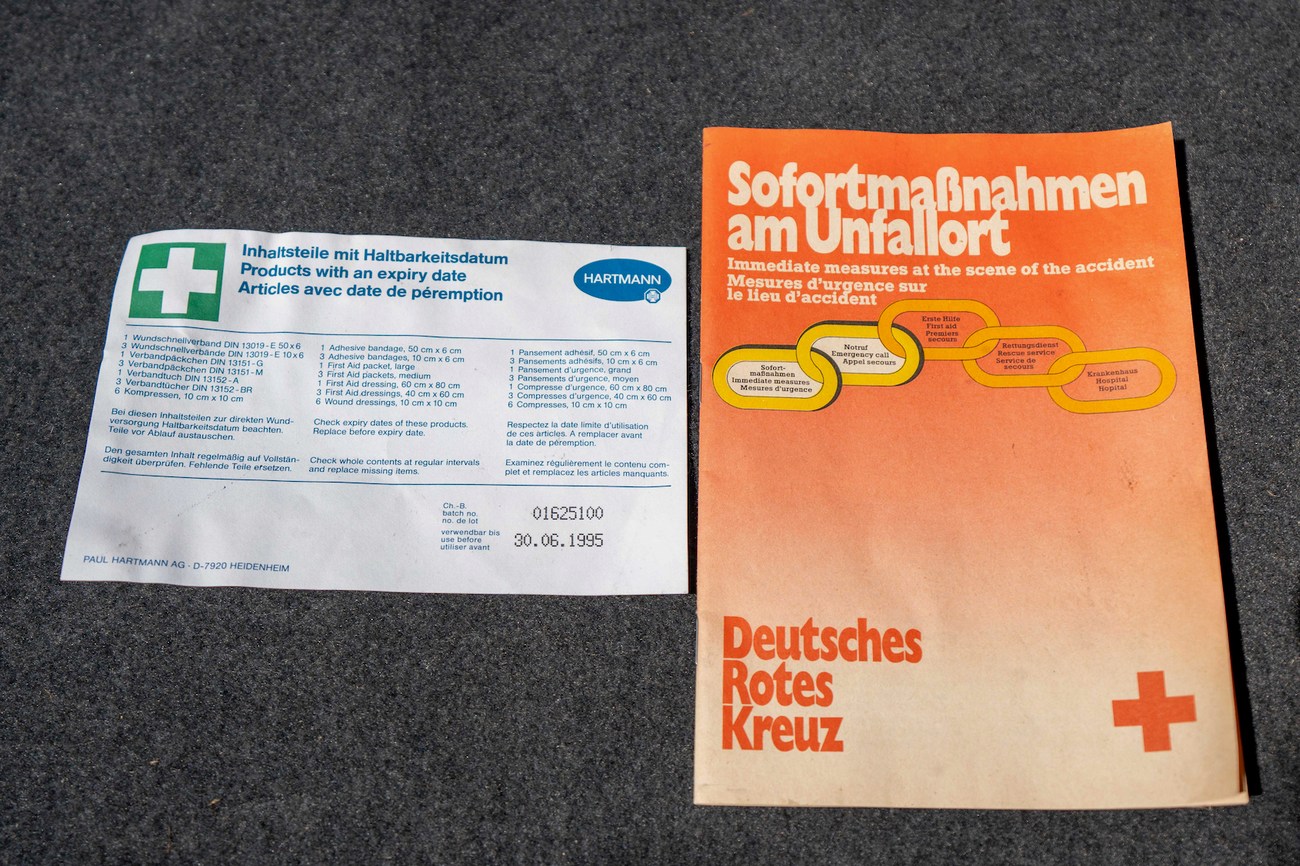 Inhaltsteile mit Haltbarkeitsdatum
Products with an expiry date
Articles avec date de péremption
HARTMANN
1 Wundschnellverband DIN 13019-E 50x6
3 Wundschnellverbände DIN 13019-E 10x6
1 Verbandpäckchen DIN 13151-G
3 Verbandpäckchen DIN 13151-M
1 Verbandtuch DIN 13152-A
3 Verbandtücher DIN 13152-BR
6 Kompressen, 10 cm x 10 cm
Bei diesen Inhaltsteilen zur direkten Wund-
versorgung Haltbarkeitsdatum beachten.
Teile vor Ablauf austauschen.
Den gesamten Inhalt regelmäßig auf Vollstän-
digkeit überprüfen. Fehlende Teile ersetzen.
1 Adhesive bandage, 50 cm x 6 cm
3 Adhesive bandages, 10 cm x 6 cm
1 First Aid packet, large
3 First Aid packets, medium
1 First Aid dressing, 60 cm x 80 cm
3 First Aid dressings, 40 cm x 60 cm
6 Wound dressings, 10 cm x 10 cm
Check expiry dates of these products.
Replace before expiry date.
Check whole contents at regular intervals
and replace missing items.
1 Pansement adhésif, 50 cm x 6 cm
3 Pansements adhésifs, 10 cm x 6 cm
1 Pansement d'urgence, grand
3 Pansements d'urgence, moyen
1 Compresse d'urgence, 60 cm x 80 cm
3 Compresses d'urgence, 40 cm x 60 cm
6 Compresses, 10 cm x 10 cm
Respectez la date limite d'utilisation
de ces articles. A remplacer avant
la date de péremption.
Examinez régulièrement le contenu com-
plet et remplacez les articles manquants.
Ch.-B.
batch no.
no. de lot
01625100
verwendbar bis
use before
utiliser avant
30.06.1995
PAUL HARTMANN AG · D-7920 HEIDENHEIM
Sofortmaßnahmen
am Unfallort
Immediate measures at the scene of the accident
Mesures d'urgence sur
le lieu d'accident
Sofort-
maßnahmen
Immediate measures
Mesures d'urgence
Notruf
Emergency call
Appel secours
Erste Hilfe
First aid
Premiers
secours
Rettungsdienst
Rescue service
Service de
secours
Krankenhaus
Hospital
Hopital
Deutsches
Rotes
Kreuz